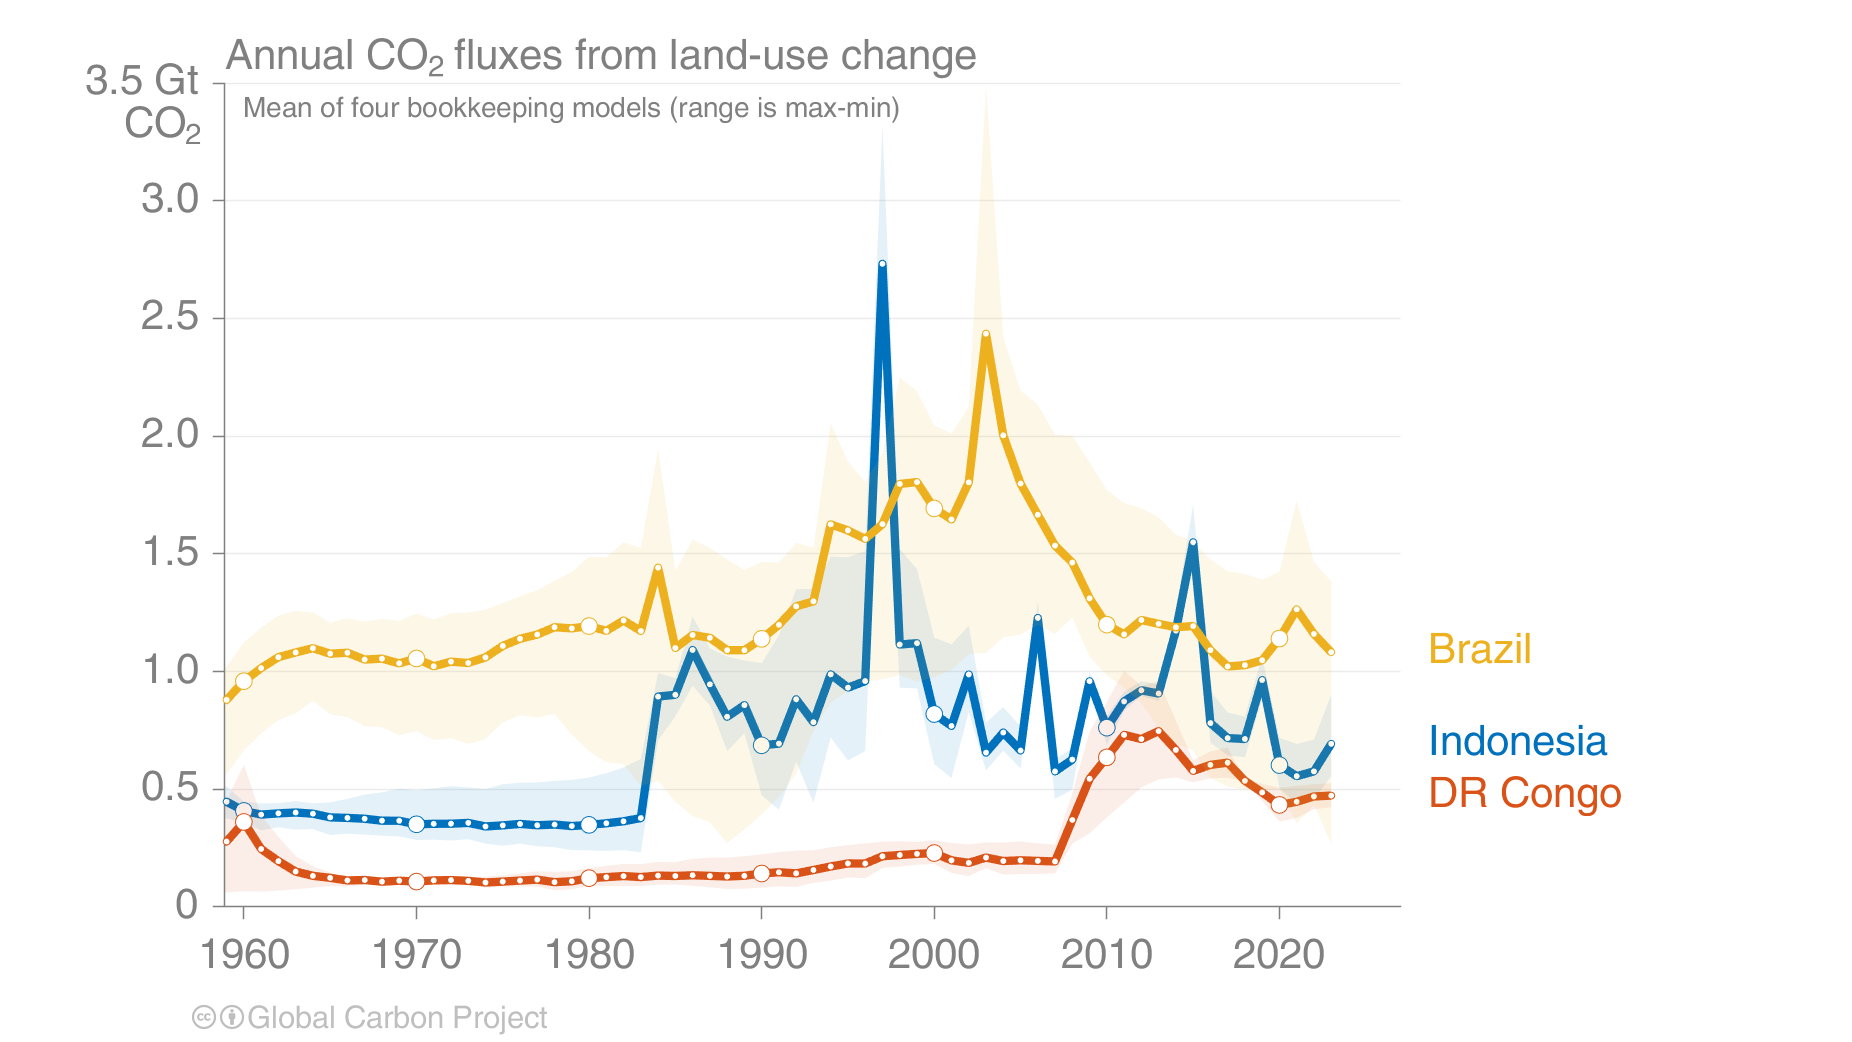 Annual CO₂ fluxes from land-use change
3.5 Gt
CO₂
Mean of four bookkeeping models (range is max-min)
3.0
2.5
2.0
1.5
1.0
0.5
0
Brazil
Indonesia
DR Congo
1960 1970 1980 1990 2000 2010 2020
cc Global Carbon Project